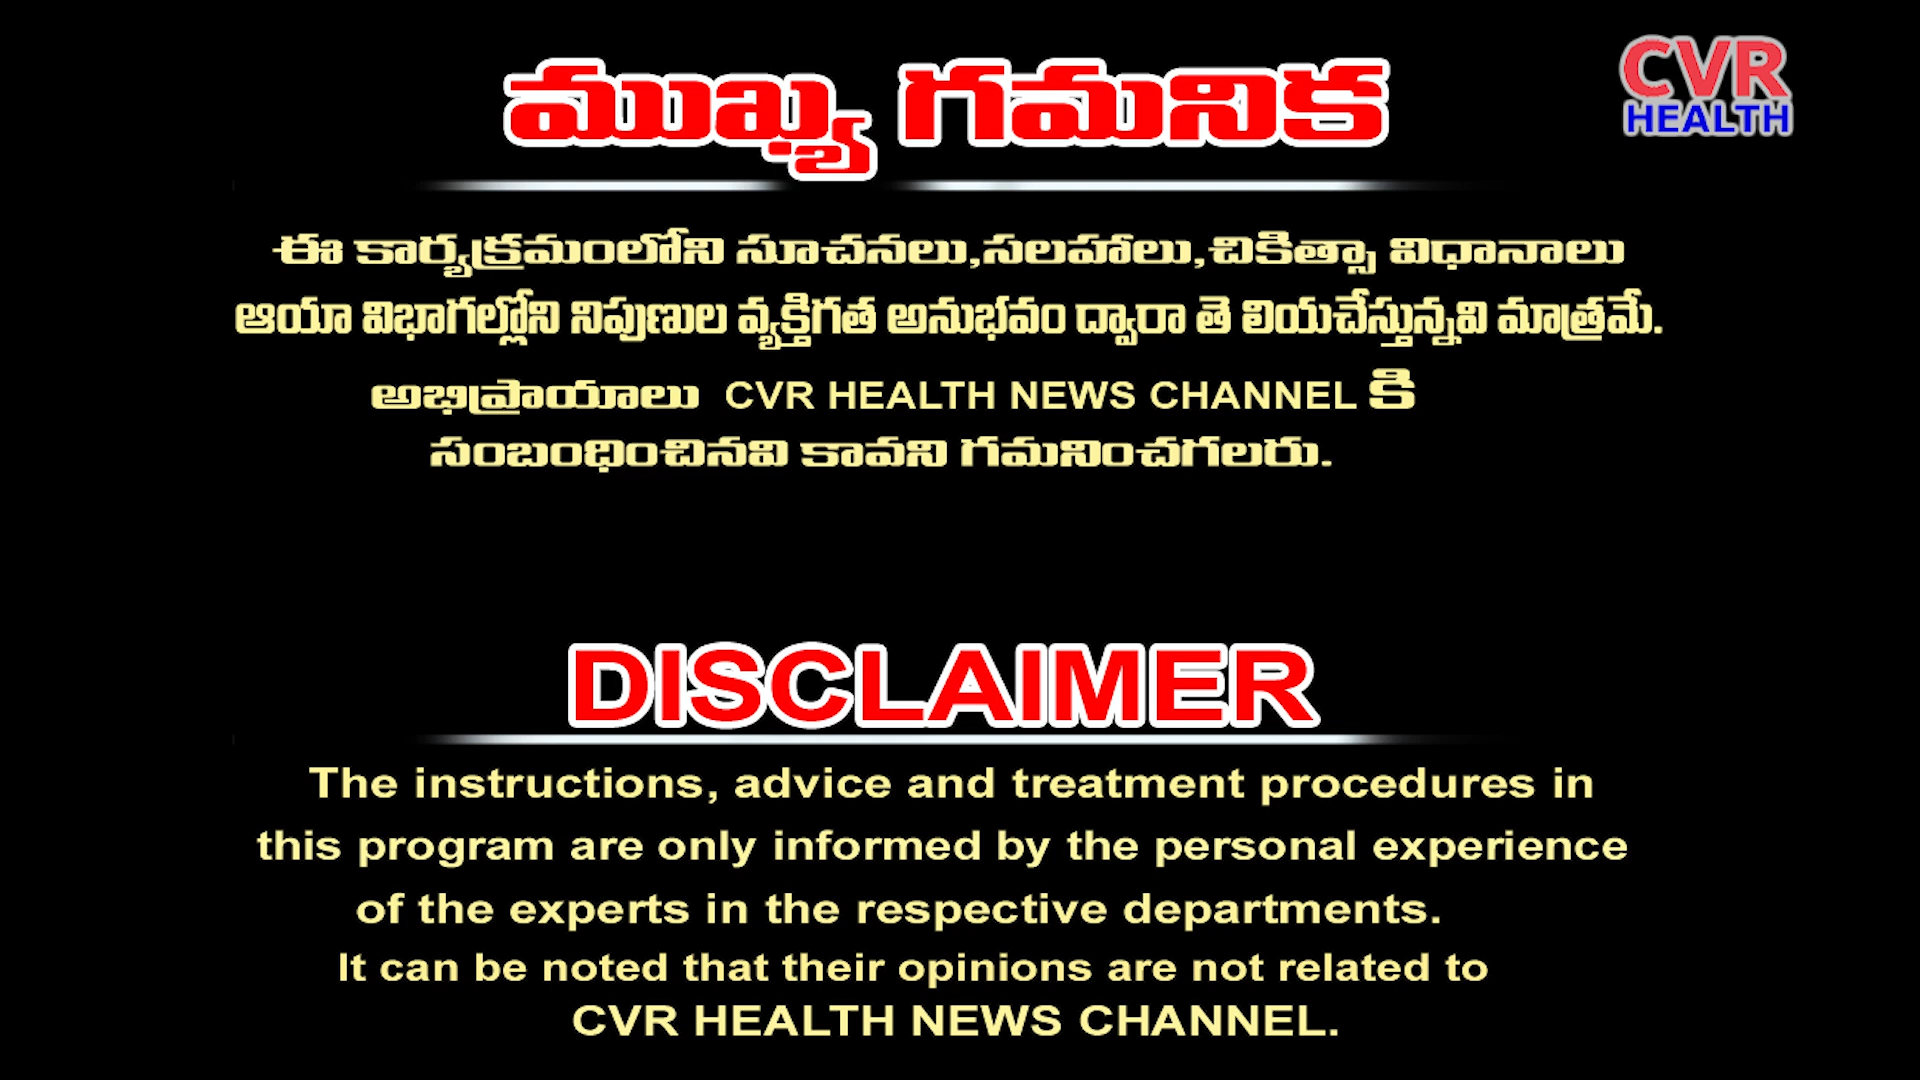 ముఖ్య గమనిక
CVR
HEALTH
ఈ కార్యక్రమంలోని సూచనలు,సలహాలు,చికిత్సా విధానాలు
ఆయా విభాగల్లోని నిపుణుల వ్యక్తిగత అనుభవం ద్వారా తె లియచేస్తున్నవి మాత్రమే.
అభిప్రాయాలు CVR HEALTH NEWS CHANNEL కి
సంబంధించినవి కావని గమనించగలరు.
DISCLAIMER
The instructions, advice and treatment procedures in
this program are only informed by the personal experience
of the experts in the respective departments.
It can be noted that their opinions are not related to
CVR HEALTH NEWS CHANNEL.